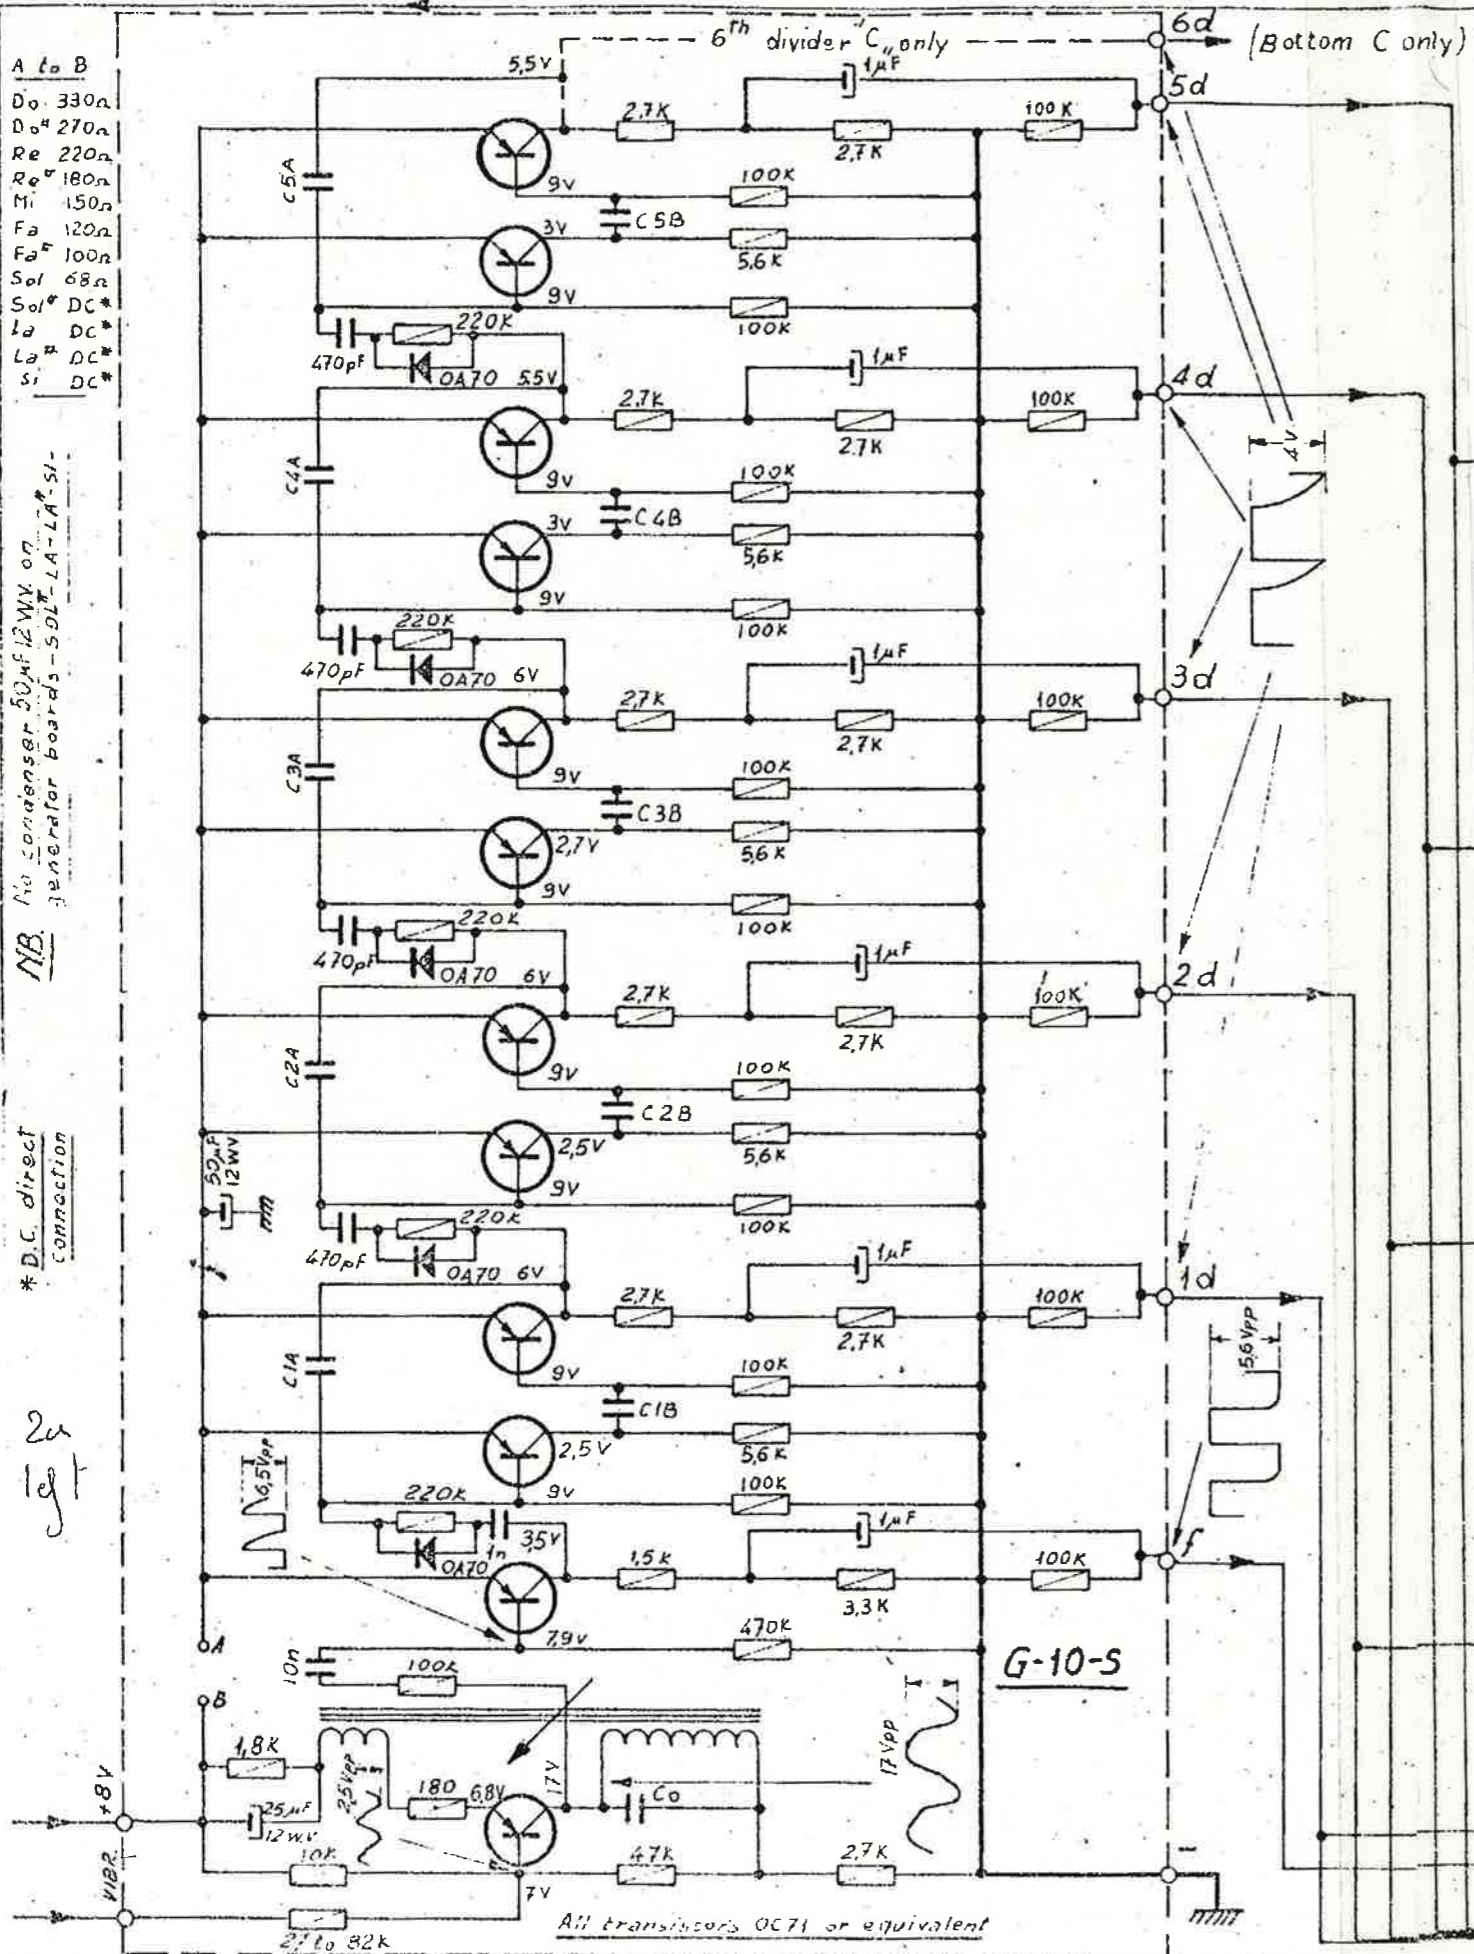 6th divider "C" only
6d
(Bottom C only)
A to B
Do 330Ω
Do# 270Ω
Re 220Ω
Re# 180Ω
Mi 150Ω
Fa 120Ω
Fa# 100Ω
Sol 68Ω
Sol# DC*
La DC*
La# DC*
Si DC*
NB. No condenser 50µF 12W.V. on
generator boards-SOL#-LA-LA#-SI-
*D.C. direct
connection
5,5V
1µF
5d
2,7K
2,7K
100K
C5A
9V
100K
C5B
3V
5,6K
9V
100K
220K
470pF
OA70
5.5V
1µF
4d
2,7K
2.7K
100K
4V
C4A
9V
100K
C4B
3V
5,6K
9V
100K
220K
470pF
OA70
6V
1µF
3d
2,7K
2,7K
100K
C3A
9V
100K
C3B
2,7V
5,6K
9V
100K
220K
470pF
OA70
6V
1µF
2d
2,7K
2,7K
100K
C2A
9V
100K
C2B
50µF
12WV
2,5V
5,6K
9V
100K
220K
470pF
OA70
6V
1µF
1d
2,7K
2,7K
100K
5,6Vpp
C1A
9V
100K
C1B
2,5V
5,6K
6,5Vpp
9V
100K
220K
OA70
1n
3,5V
1µF
f
1,5K
3,3K
100K
A
7,9V
470K
10n
100K
G-10-S
B
1,8K
2,5Vpp
180
6,8V
17V
Co
17Vpp
+8V
25µF
12W.V
10K
47K
2.7K
-
VIBR.
7V
27 to 82K
All transistors OC71 or equivalent